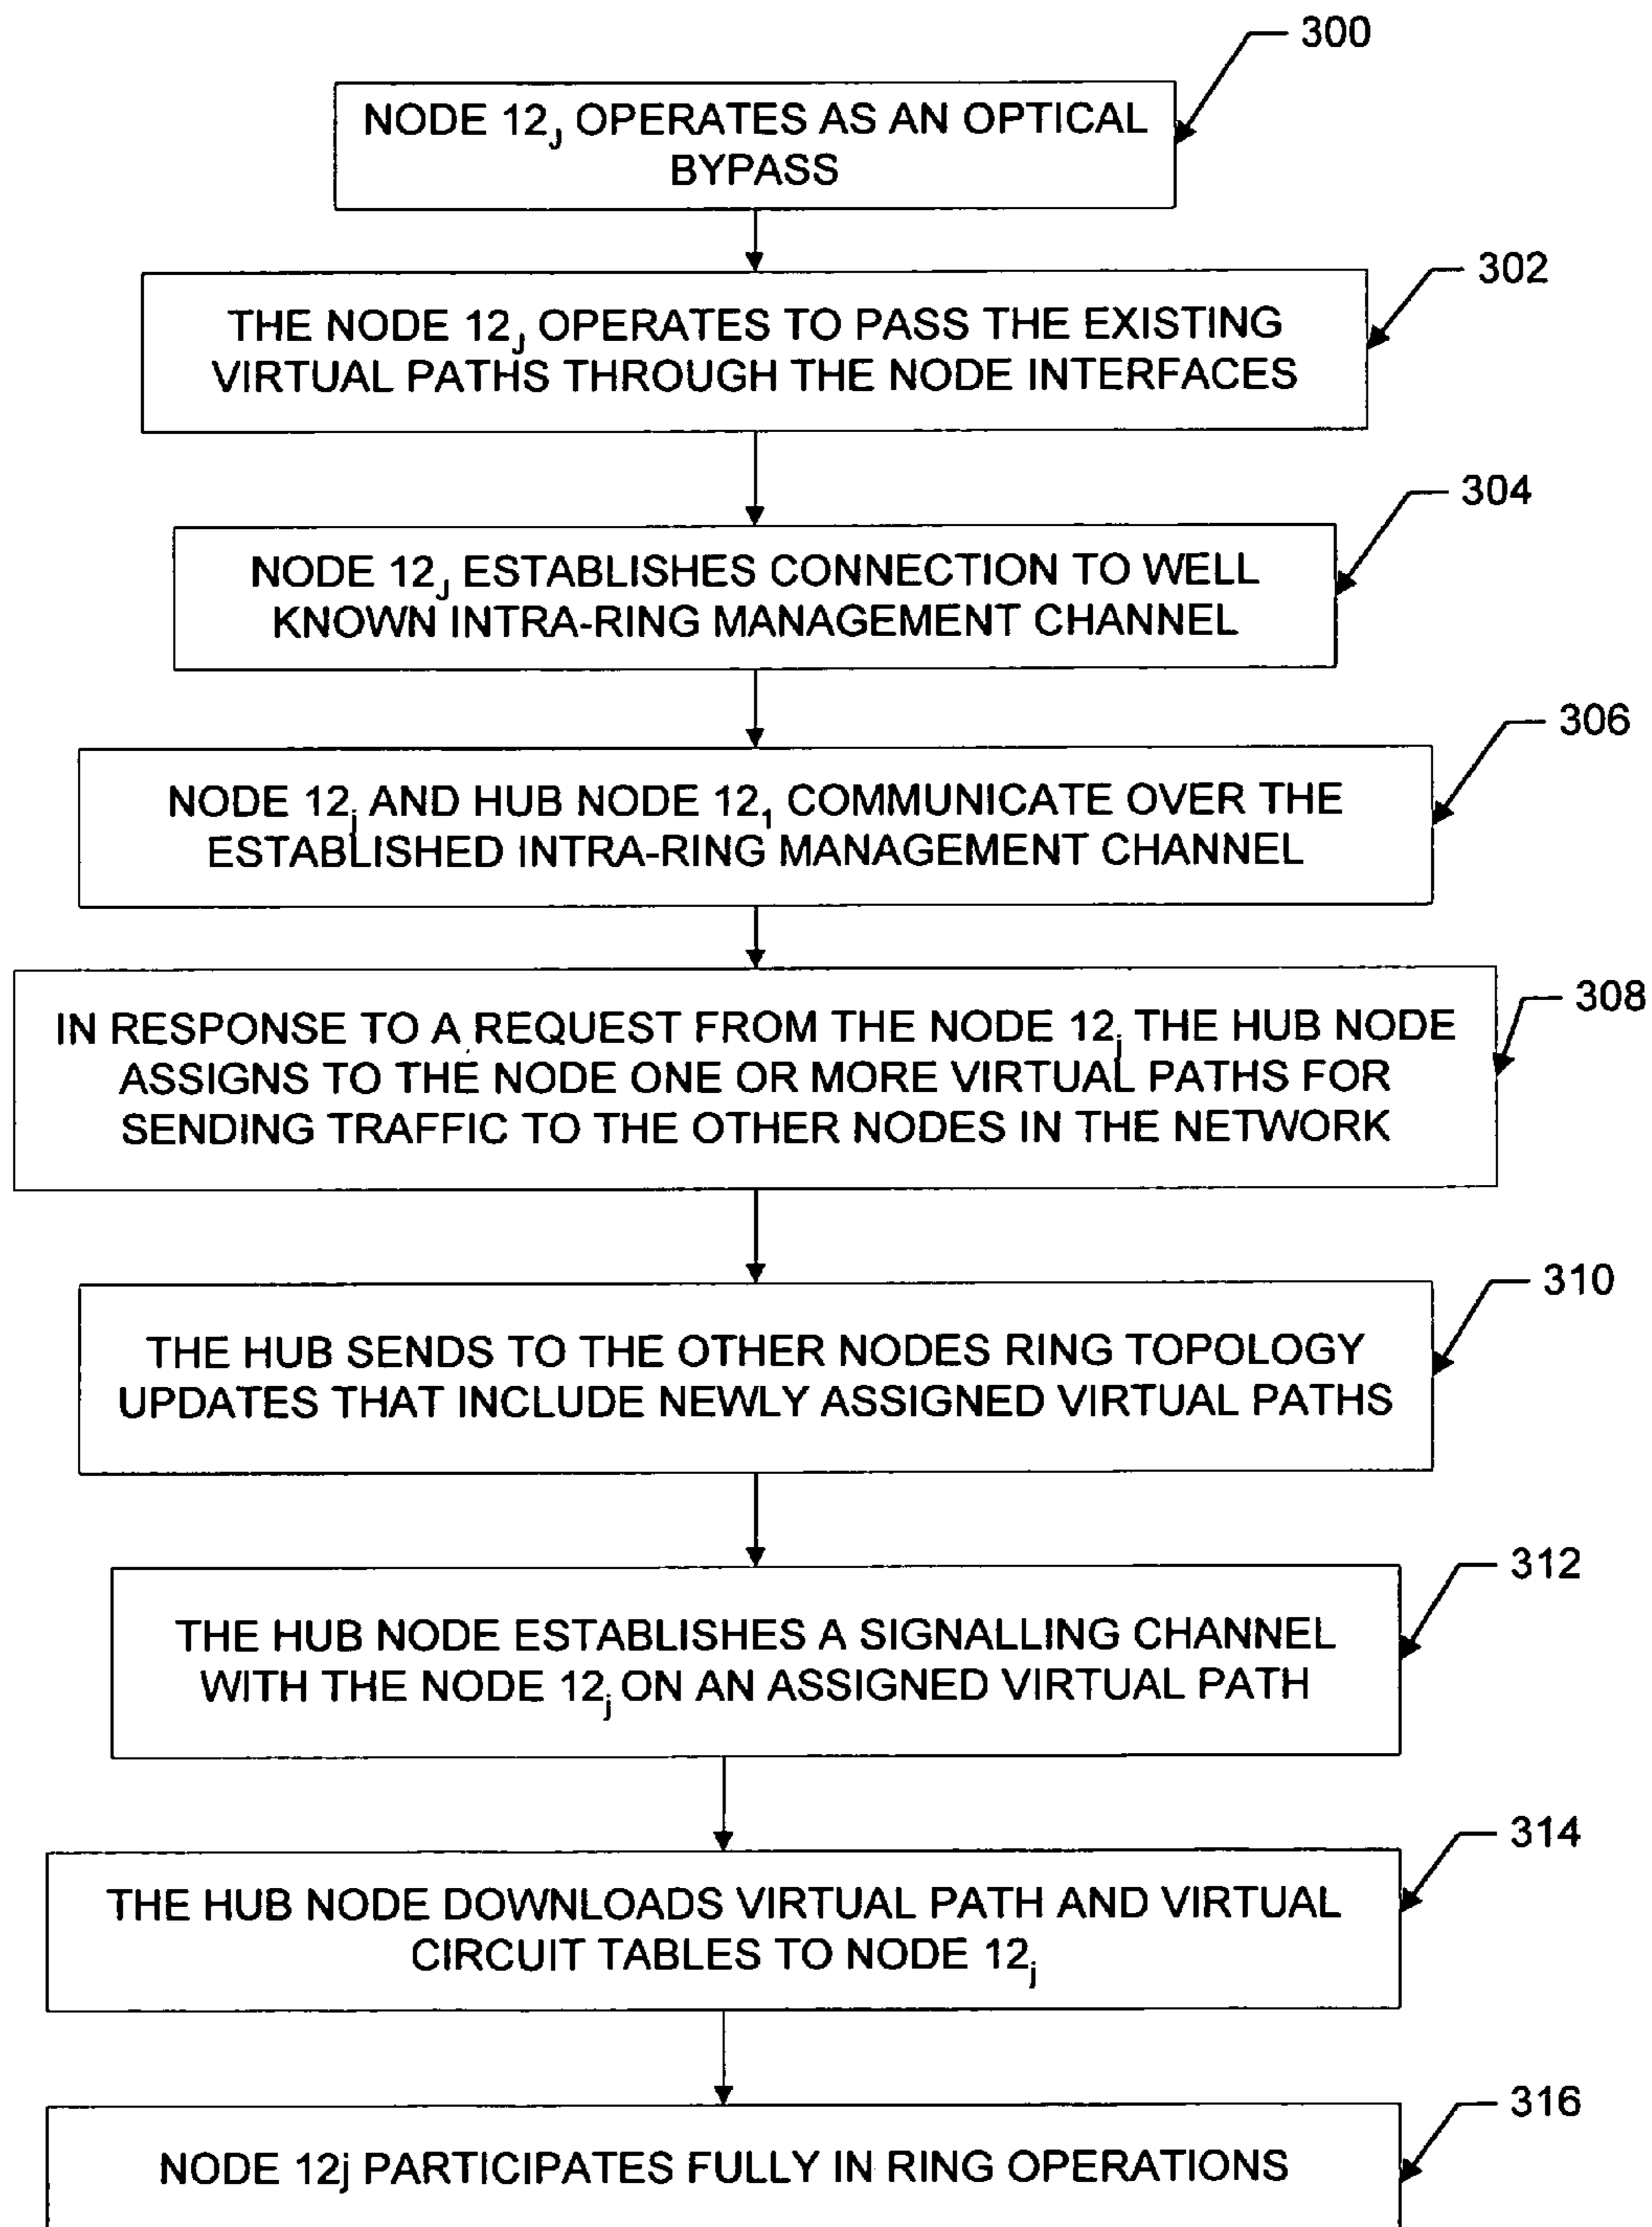 300
NODE 12J OPERATES AS AN OPTICAL
BYPASS
302
THE NODE 12J OPERATES TO PASS THE EXISTING
VIRTUAL PATHS THROUGH THE NODE INTERFACES
304
NODE 12J ESTABLISHES CONNECTION TO WELL
KNOWN INTRA-RING MANAGEMENT CHANNEL
306
NODE 12j AND HUB NODE 121 COMMUNICATE OVER THE
ESTABLISHED INTRA-RING MANAGEMENT CHANNEL
308
IN RESPONSE TO A REQUEST FROM THE NODE 12j THE HUB NODE
ASSIGNS TO THE NODE ONE OR MORE VIRTUAL PATHS FOR
SENDING TRAFFIC TO THE OTHER NODES IN THE NETWORK
310
THE HUB SENDS TO THE OTHER NODES RING TOPOLOGY
UPDATES THAT INCLUDE NEWLY ASSIGNED VIRTUAL PATHS
312
THE HUB NODE ESTABLISHES A SIGNALLING CHANNEL
WITH THE NODE 12j ON AN ASSIGNED VIRTUAL PATH
314
THE HUB NODE DOWNLOADS VIRTUAL PATH AND VIRTUAL
CIRCUIT TABLES TO NODE 12j
316
NODE 12j PARTICIPATES FULLY IN RING OPERATIONS